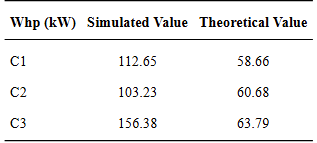 Whp (kW) Simulated Value Theoretical Value
C1 112.65 58.66
C2 103.23 60.68
C3 156.38 63.79